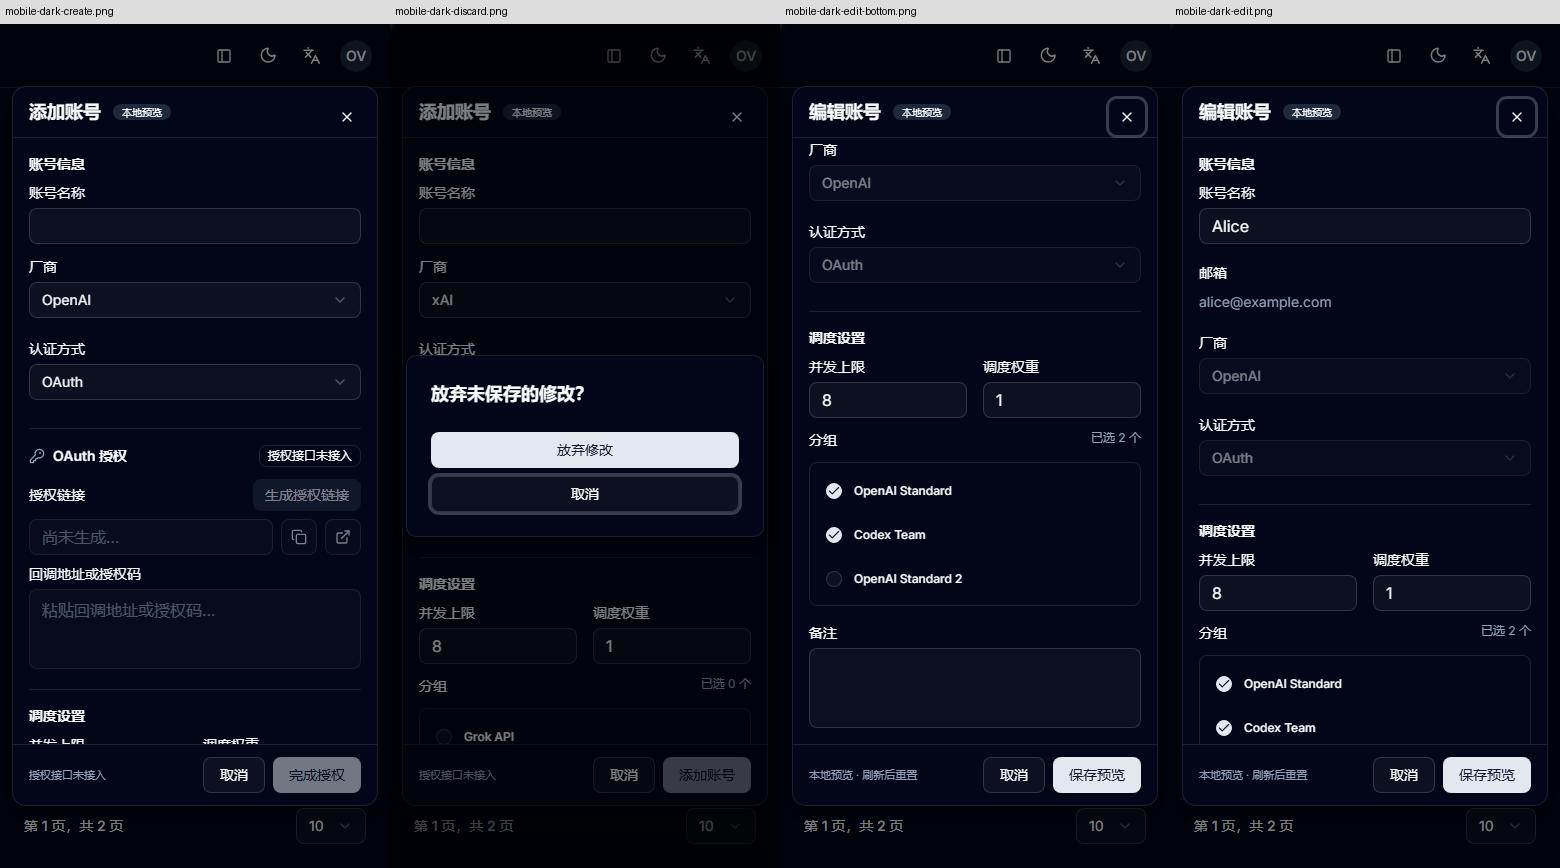 mobile-dark-create.png
OV
添加账号
本地预览
账号信息
账号名称
厂商
OpenAI
认证方式
OAuth
OAuth 授权
授权接口未接入
授权链接
生成授权链接
尚未生成...
回调地址或授权码
粘贴回调地址或授权码...
调度设置
并发上限
调度权重
授权接口未接入
取消
完成授权
第 1 页，共 2 页
10
mobile-dark-discard.png
OV
添加账号
本地预览
账号信息
账号名称
厂商
xAI
认证方式
放弃未保存的修改?
放弃修改
取消
调度设置
并发上限
调度权重
8
1
分组
已选 0 个
Grok API
授权接口未接入
取消
添加账号
第 1 页，共 2 页
10
mobile-dark-edit-bottom.png
OV
编辑账号
本地预览
厂商
OpenAI
认证方式
OAuth
调度设置
并发上限
调度权重
8
1
分组
已选 2 个
OpenAI Standard
Codex Team
OpenAI Standard 2
备注
本地预览 · 刷新后重置
取消
保存预览
第 1 页，共 2 页
10
mobile-dark-edit.png
OV
编辑账号
本地预览
账号信息
账号名称
Alice
邮箱
alice@example.com
厂商
OpenAI
认证方式
OAuth
调度设置
并发上限
调度权重
8
1
分组
已选 2 个
OpenAI Standard
Codex Team
本地预览 · 刷新后重置
取消
保存预览
第 1 页，共 2 页
10